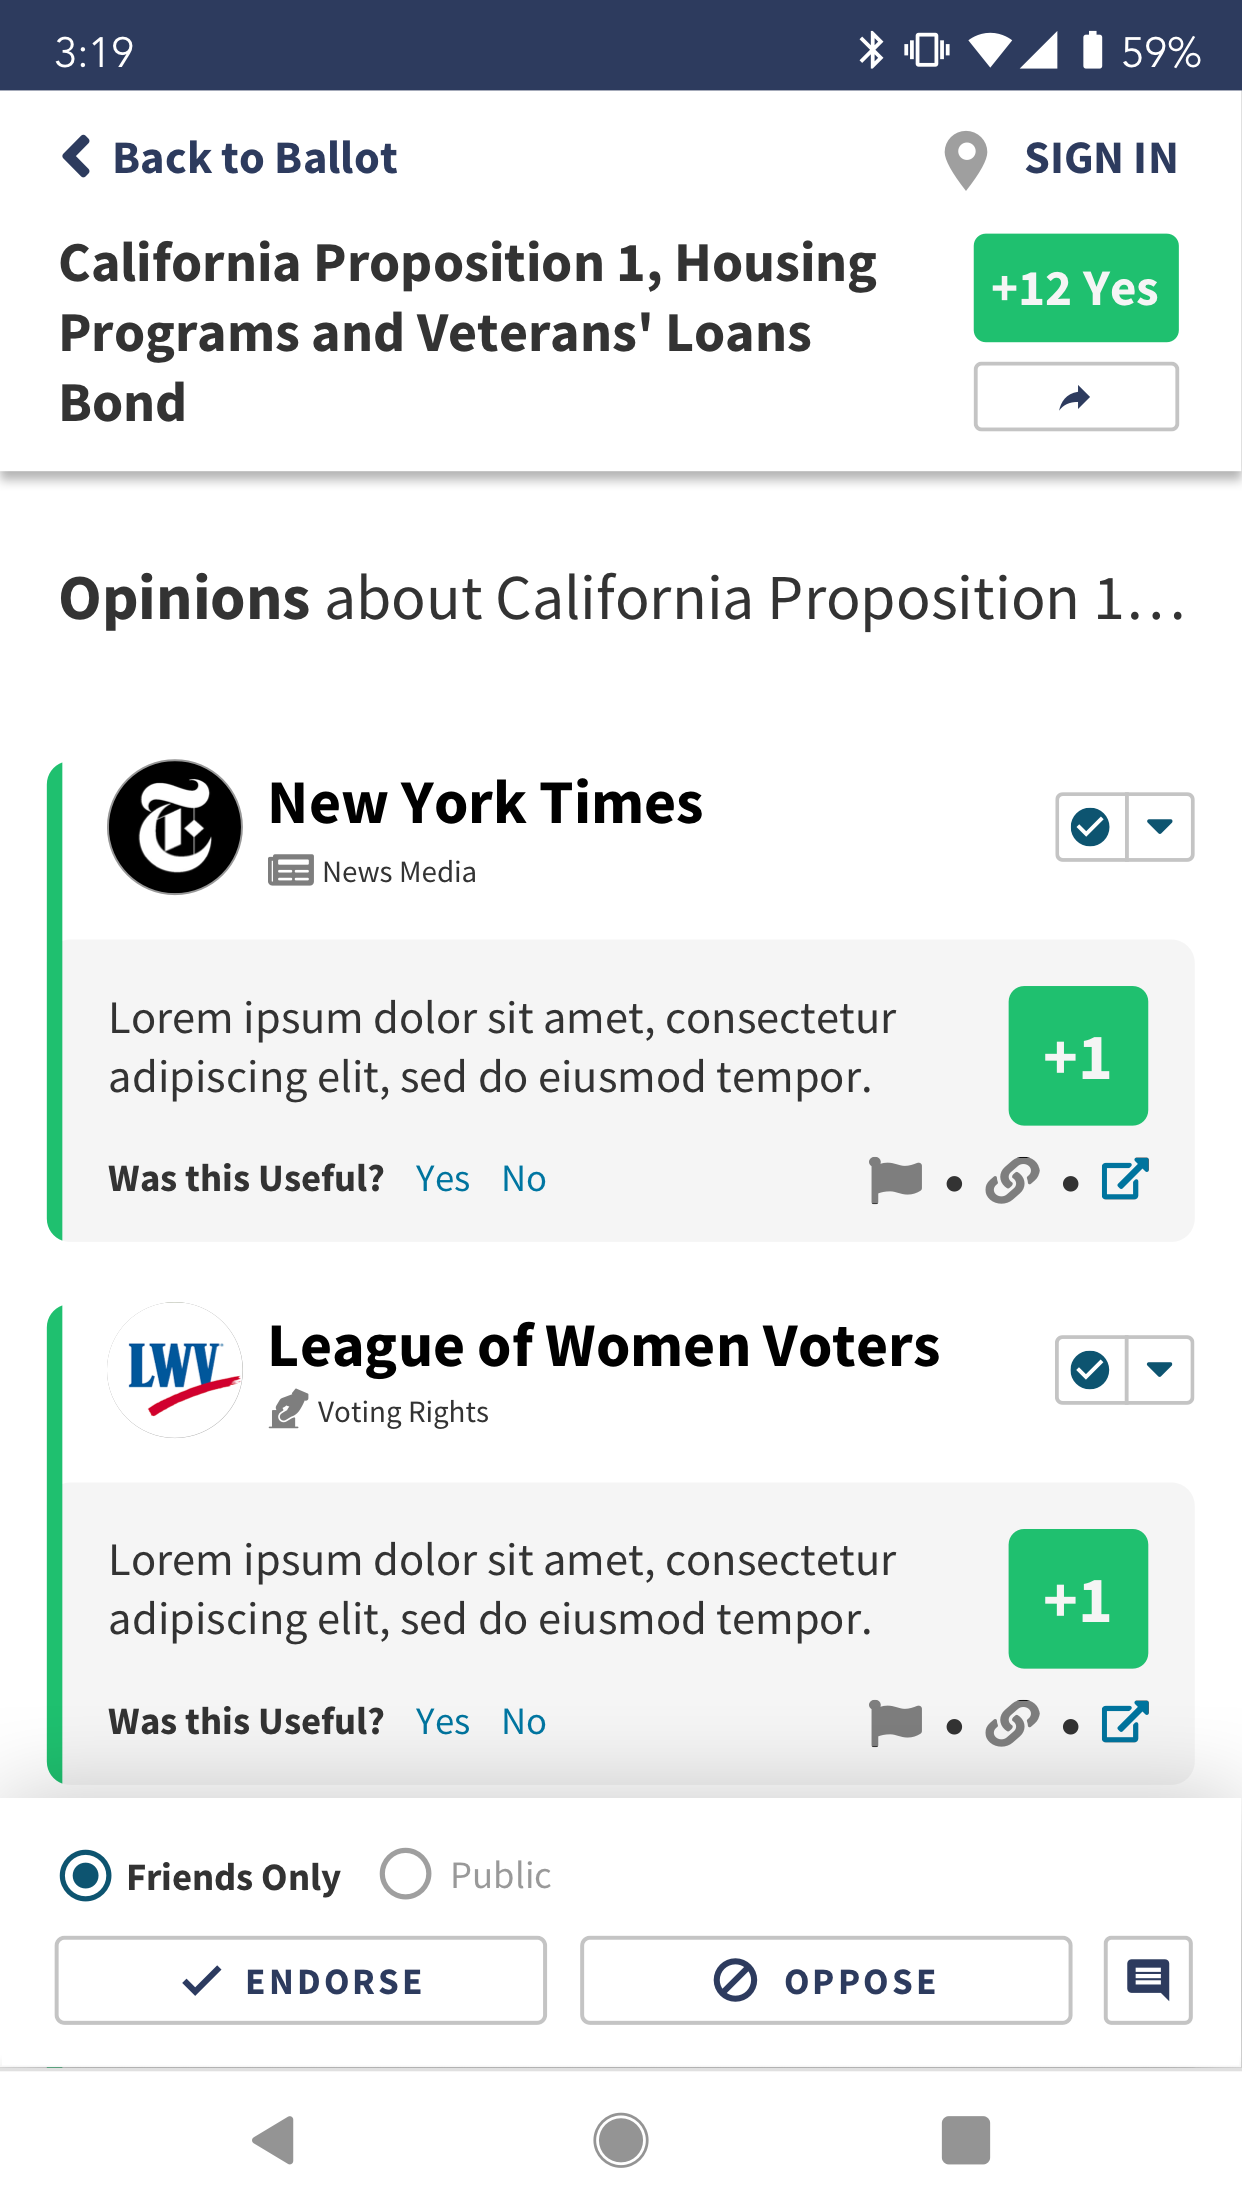 3:19
59%
Back to Ballot
SIGN IN
California Proposition 1, Housing
Programs and Veterans' Loans
Bond
+12 Yes
Opinions about California Proposition 1...
New York Times
News Media
Lorem ipsum dolor sit amet, consectetur
adipiscing elit, sed do eiusmod tempor.
+1
Was this Useful? Yes No
LWV
League of Women Voters
Voting Rights
Lorem ipsum dolor sit amet, consectetur
adipiscing elit, sed do eiusmod tempor.
+1
Was this Useful? Yes No
Friends Only
Public
ENDORSE
OPPOSE